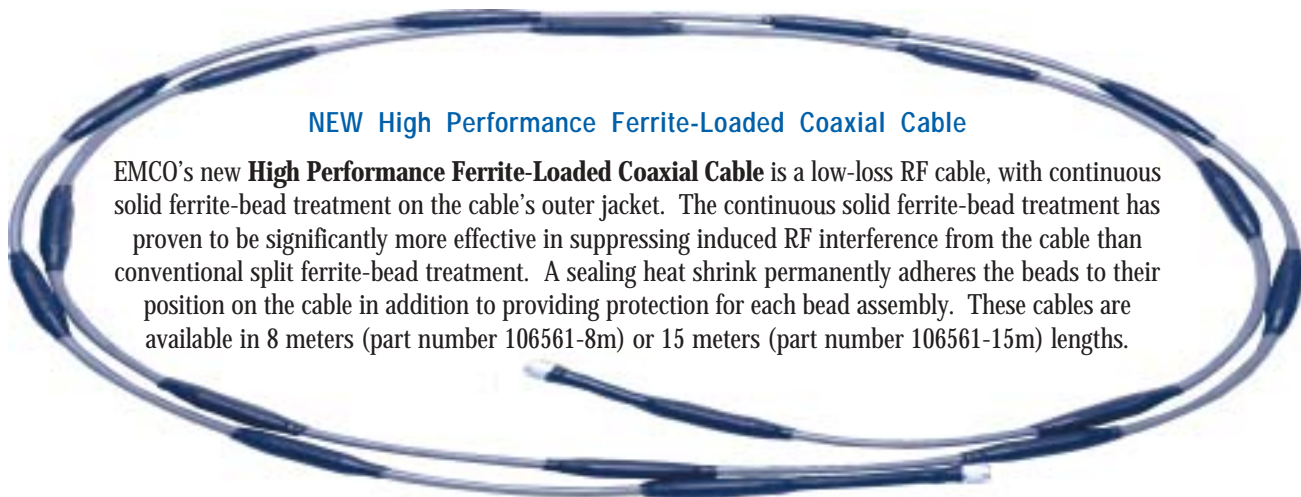 NEW High Performance Ferrite-Loaded Coaxial Cable
EMCO's new High Performance Ferrite-Loaded Coaxial Cable is a low-loss RF cable, with continuous
solid ferrite-bead treatment on the cable's outer jacket. The continuous solid ferrite-bead treatment has
proven to be significantly more effective in suppressing induced RF interference from the cable than
conventional split ferrite-bead treatment. A sealing heat shrink permanently adheres the beads to their
position on the cable in addition to providing protection for each bead assembly. These cables are
available in 8 meters (part number 106561-8m) or 15 meters (part number 106561-15m) lengths.